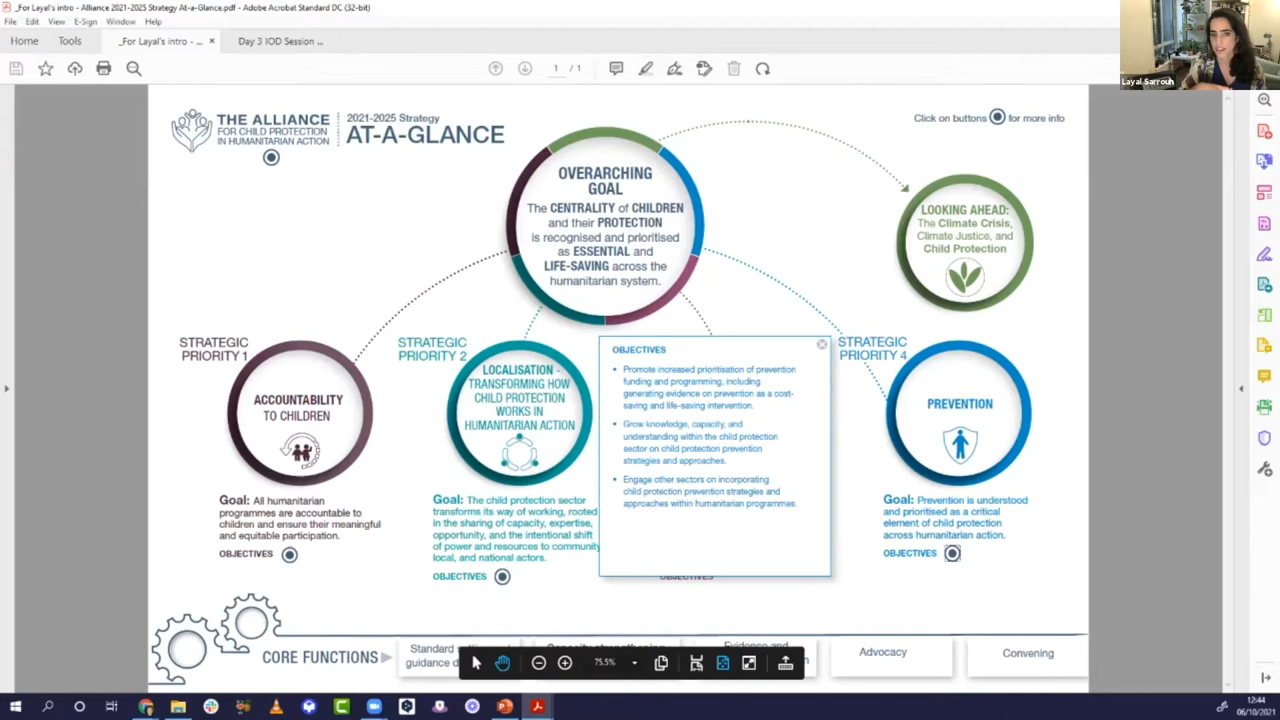 _For Layal's intro - Alliance 2021-2025 Strategy At-a-Glance.pdf - Adobe Acrobat Standard DC (32-bit)
File Edit View E-Sign Window Help
Home Tools _For Layal's intro - ... × Day 3 IOD Session ...
1 / 1
Layal Sarrouh
THE ALLIANCE
FOR CHILD PROTECTION
IN HUMANITARIAN ACTION
2021-2025 Strategy
AT-A-GLANCE
Click on buttons for more info
OVERARCHING
GOAL
The CENTRALITY of CHILDREN
and their PROTECTION
is recognised and prioritised
as ESSENTIAL and
LIFE-SAVING across the
humanitarian system.
LOOKING AHEAD:
The Climate Crisis,
Climate Justice, and
Child Protection
STRATEGIC
PRIORITY 1
ACCOUNTABILITY
TO CHILDREN
Goal: All humanitarian
programmes are accountable to
children and ensure their meaningful
and equitable participation.
OBJECTIVES
STRATEGIC
PRIORITY 2
LOCALISATION -
TRANSFORMING HOW
CHILD PROTECTION
WORKS IN
HUMANITARIAN ACTION
Goal: The child protection sector
transforms its way of working, rooted
in the sharing of capacity, expertise,
opportunity, and the intentional shift
of power and resources to community
local, and national actors.
OBJECTIVES
OBJECTIVES
• Promote increased prioritisation of prevention
funding and programming, including
generating evidence on prevention as a cost-
saving and life-saving intervention.
• Grow knowledge, capacity, and
understanding within the child protection
sector on child protection prevention
strategies and approaches.
• Engage other sectors on incorporating
child protection prevention strategies and
approaches within humanitarian programmes.
OBJECTIVES
STRATEGIC
PRIORITY 4
PREVENTION
Goal: Prevention is understood
and prioritised as a critical
element of child protection
across humanitarian action.
OBJECTIVES
CORE FUNCTIONS
Standard
guidance
Evidence and
Advocacy
Convening
75.5%
12:44
06/10/2021